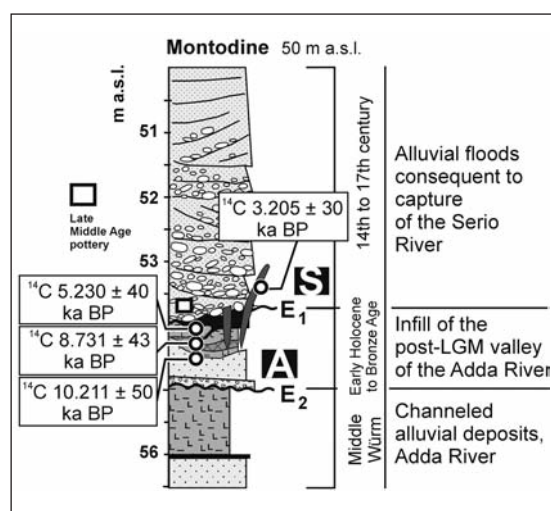 Montodine 50 m a.s.l.
m a.s.l.
51
52
53
56
Late
Middle Age
pottery
¹⁴C 3.205 ± 30
ka BP
¹⁴C 5.230 ± 40
ka BP
¹⁴C 8.731 ± 43
ka BP
¹⁴C 10.211 ± 50
ka BP
S
E₁
A
E₂
14th to 17th century
Early Holocene
to Bronze Age
Middle
Würm
Alluvial floods
consequent to
capture
of the Serio
River
Infill of the
post-LGM valley
of the Adda River
Channeled
alluvial deposits,
Adda River